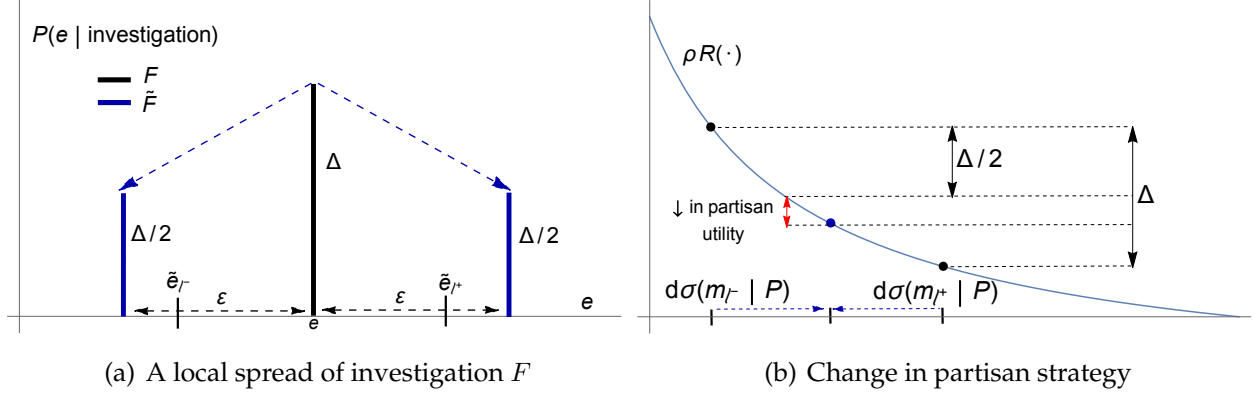 P(e | investigation)
F
F̃
Δ
Δ/2
Δ/2
ẽ_{l⁻}
ẽ_{l⁺}
ε
ε
e
e
(a) A local spread of investigation F
ρR(·)
Δ/2
Δ
↓ in partisan
utility
dσ(m_{l⁻} | P)
dσ(m_{l⁺} | P)
(b) Change in partisan strategy